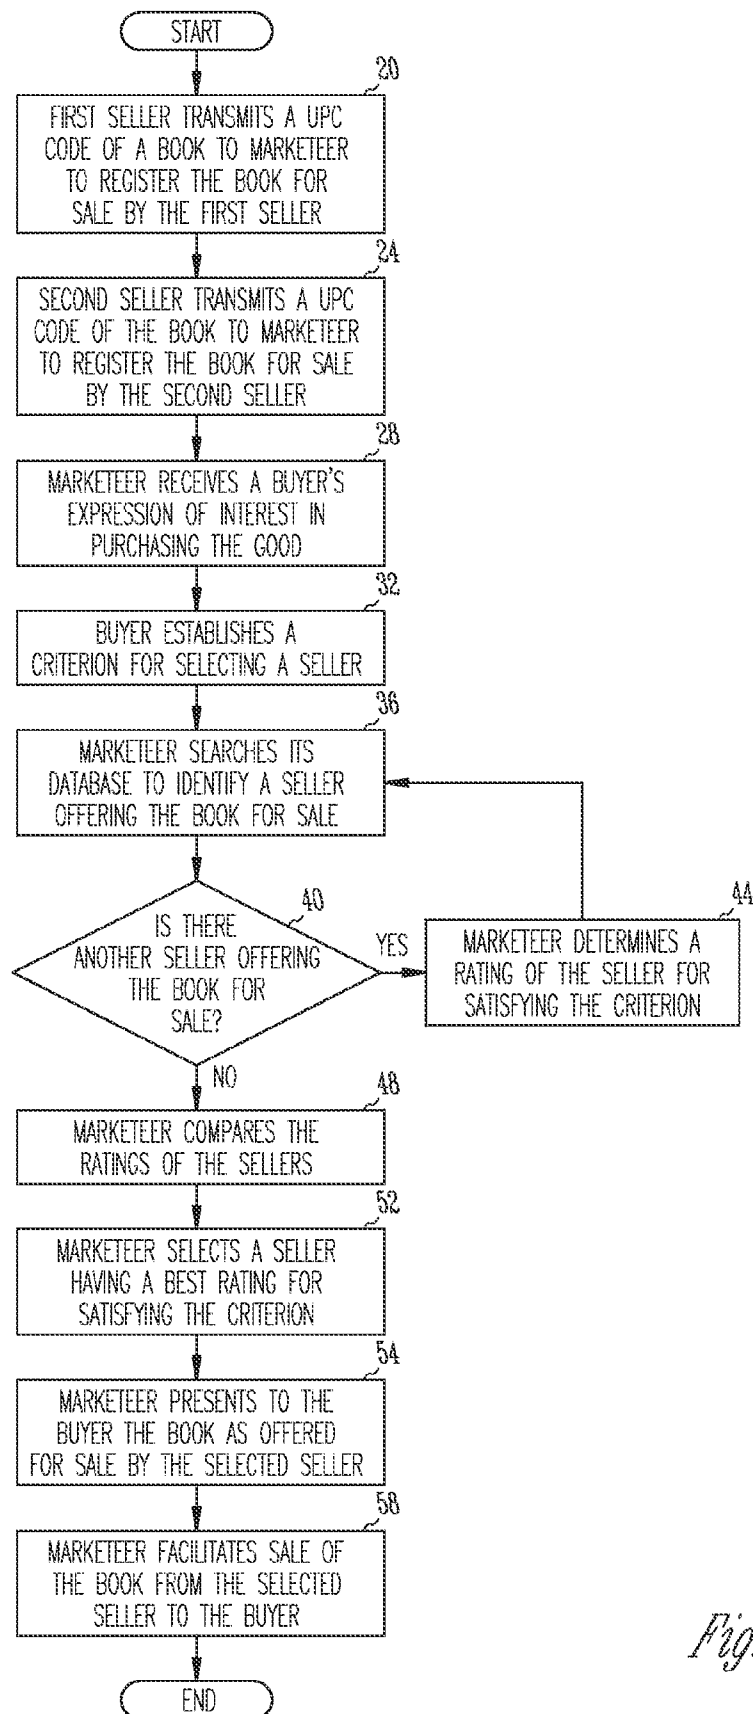 START
20
FIRST SELLER TRANSMITS A UPC
CODE OF A BOOK TO MARKETEER
TO REGISTER THE BOOK FOR
SALE BY THE FIRST SELLER
24
SECOND SELLER TRANSMITS A UPC
CODE OF THE BOOK TO MARKETEER
TO REGISTER THE BOOK FOR SALE
BY THE SECOND SELLER
28
MARKETEER RECEIVES A BUYER'S
EXPRESSION OF INTEREST IN
PURCHASING THE GOOD
32
BUYER ESTABLISHES A
CRITERION FOR SELECTING A SELLER
36
MARKETEER SEARCHES ITS
DATABASE TO IDENTIFY A SELLER
OFFERING THE BOOK FOR SALE
40
IS THERE
ANOTHER SELLER OFFERING
THE BOOK FOR
SALE?
YES
44
MARKETEER DETERMINES A
RATING OF THE SELLER FOR
SATISFYING THE CRITERION
NO
48
MARKETEER COMPARES THE
RATINGS OF THE SELLERS
52
MARKETEER SELECTS A SELLER
HAVING A BEST RATING FOR
SATISFYING THE CRITERION
54
MARKETEER PRESENTS TO THE
BUYER THE BOOK AS OFFERED
FOR SALE BY THE SELECTED SELLER
58
MARKETEER FACILITATES SALE OF
THE BOOK FROM THE SELECTED
SELLER TO THE BUYER
Fig.
END